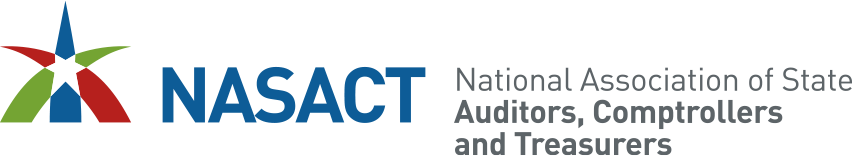 NASACT
National Association of State
Auditors, Comptrollers
and Treasurers